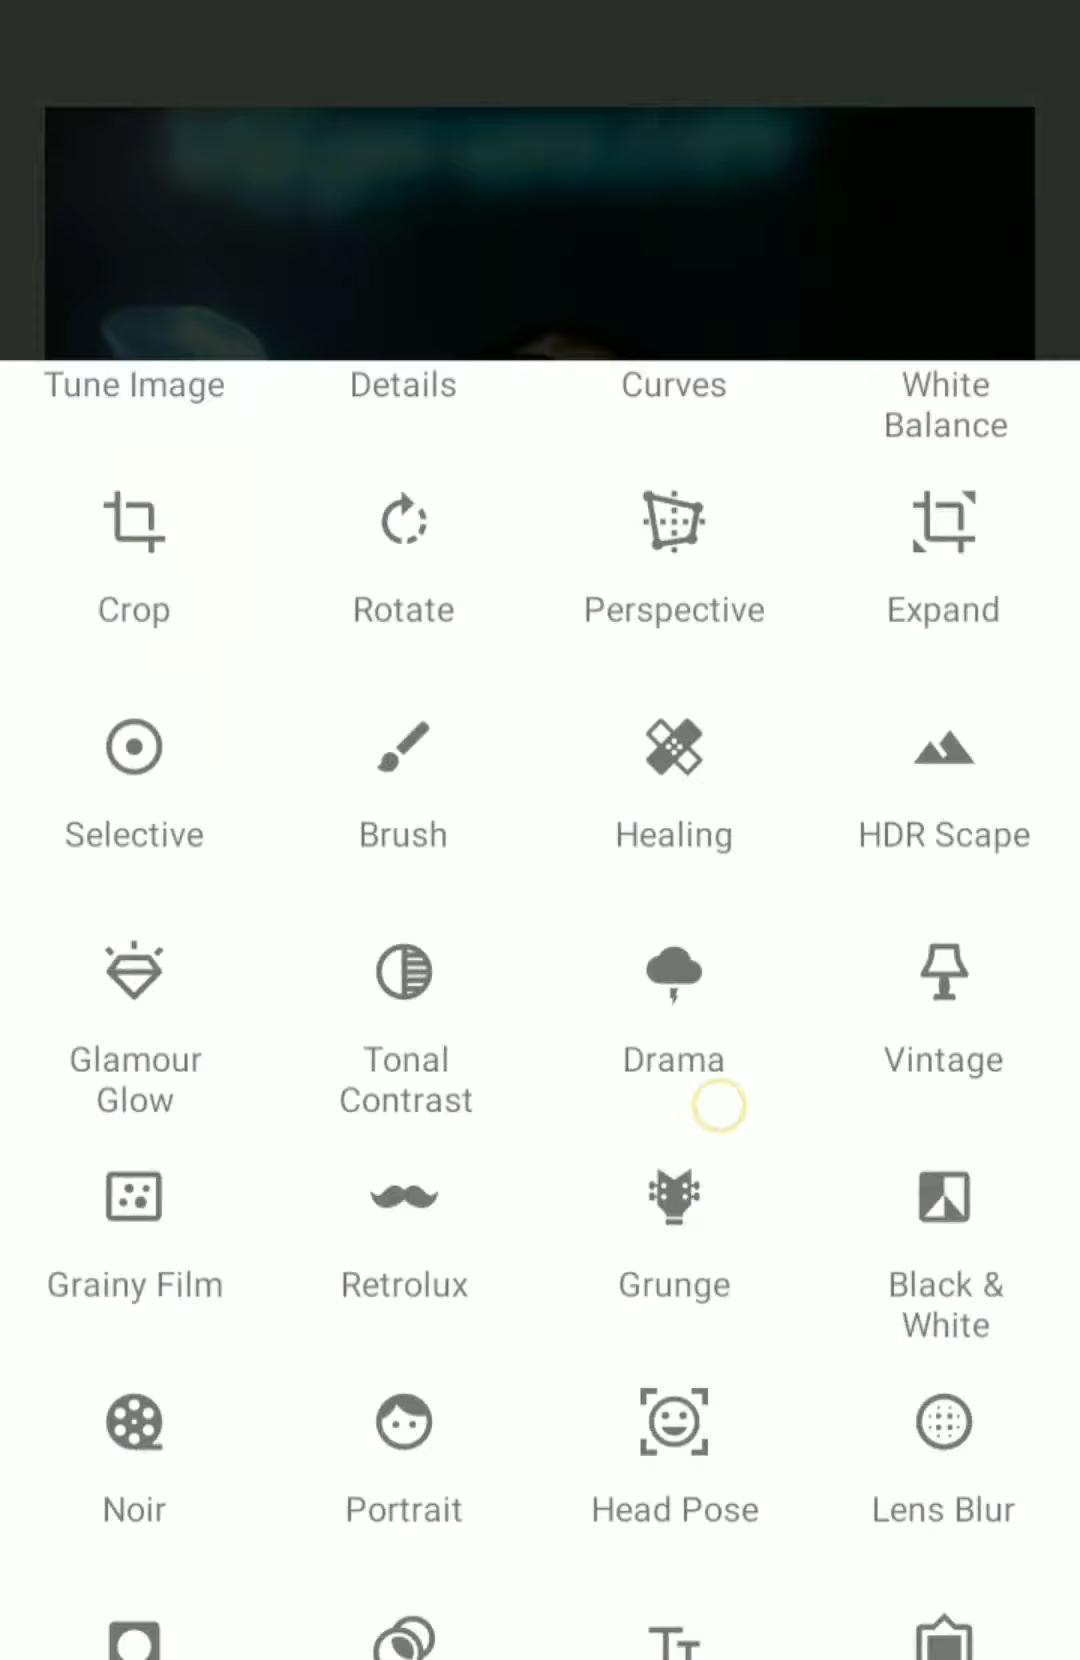 Tune Image Details Curves White
Balance
Crop Rotate Perspective Expand
Selective Brush Healing HDR Scape
Glamour Tonal Drama Vintage
Glow Contrast
Grainy Film Retrolux Grunge Black &
White
Noir Portrait Head Pose Lens Blur